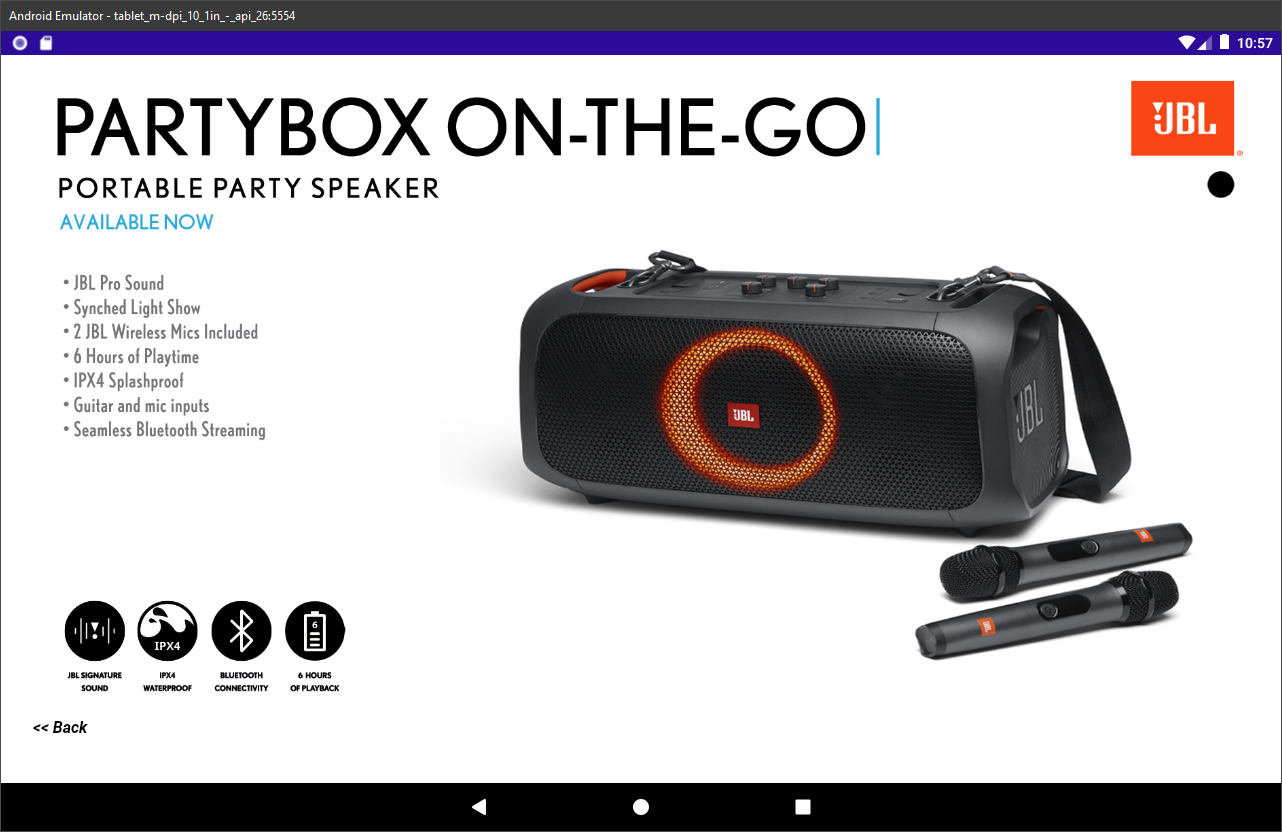 Android Emulator - tablet_m-dpi_10_1in_-_api_26:5554
10:57
PARTYBOX ON-THE-GO
JBL
®
PORTABLE PARTY SPEAKER
AVAILABLE NOW
• JBL Pro Sound
• Synched Light Show
• 2 JBL Wireless Mics Included
• 6 Hours of Playtime
• IPX4 Splashproof
• Guitar and mic inputs
• Seamless Bluetooth Streaming
JBL
JBL
JBL
JBL
IPX4
6
JBL SIGNATURE
SOUND
IPX4
WATERPROOF
BLUETOOTH
CONNECTIVITY
6 HOURS
OF PLAYBACK
<< Back